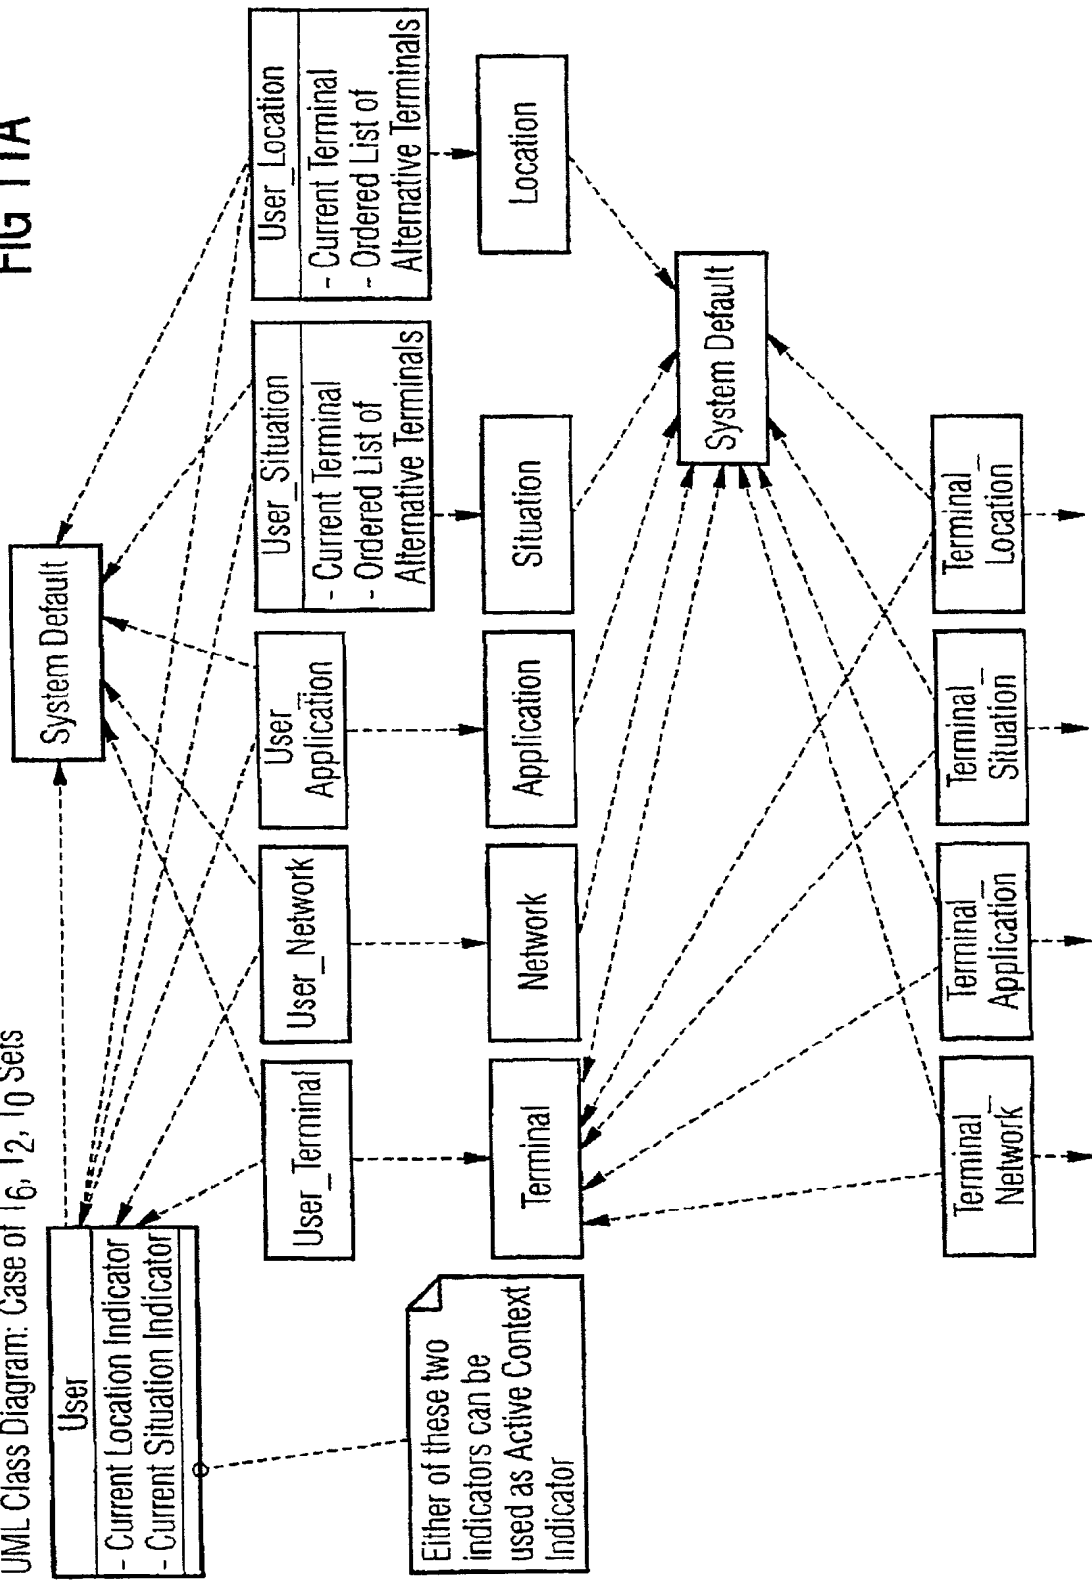 FIG 11A
UML Class Diagram: Case of I6, I2, I0 Sets
User
- Current Location Indicator
- Current Situation Indicator
System Default
User_Terminal
User_Network
User_
Application
User_Situation
- Current Terminal
- Ordered List of
Alternative Terminals
User_Location
- Current Terminal
- Ordered List of
Alternative Terminals
Either of these two
indicators can be
used as Active Context
Indicator
Terminal
Network
Application
Situation
Location
System Default
Terminal_
Network
Terminal_
Application
Terminal_
Situation
Terminal_
Location